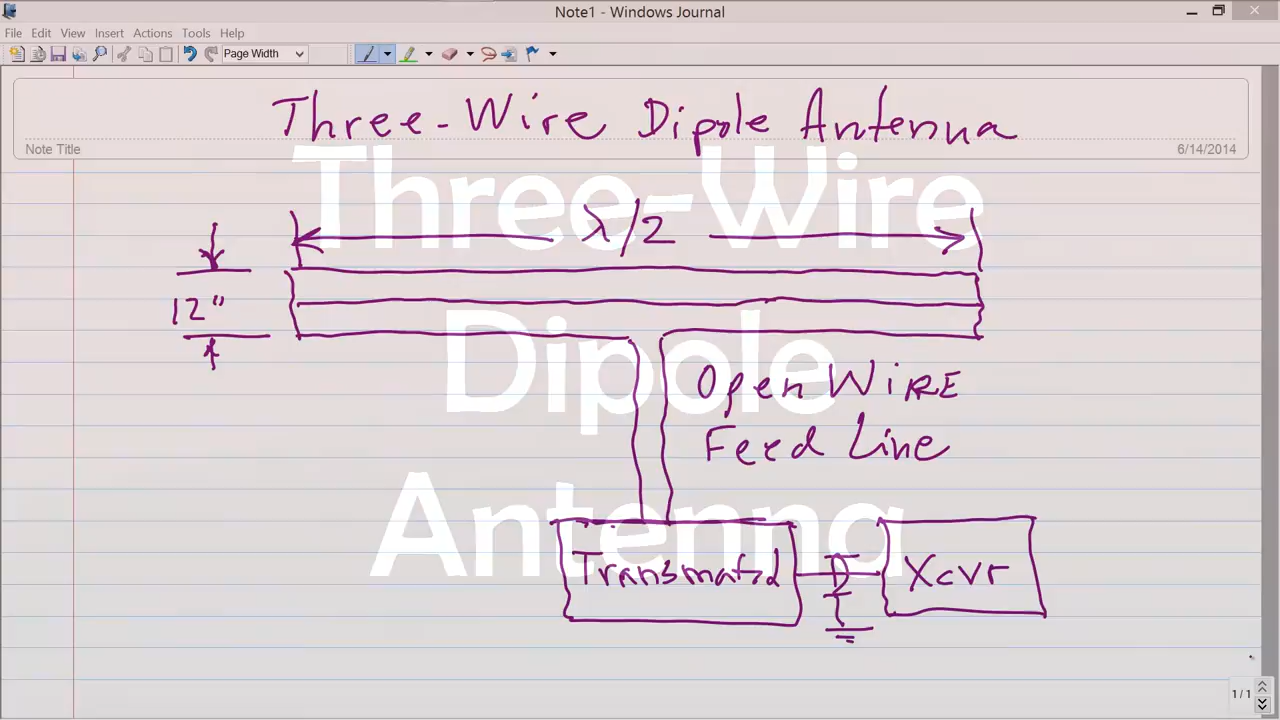 Note1 - Windows Journal
File Edit View Insert Actions Tools Help
Page Width
Three-Wire Dipole Antenna
Note Title
6/14/2014
Three-Wire
Dipole
Antenna
λ/2
12"
Open WIRE
Feed Line
Xcvr
1/1